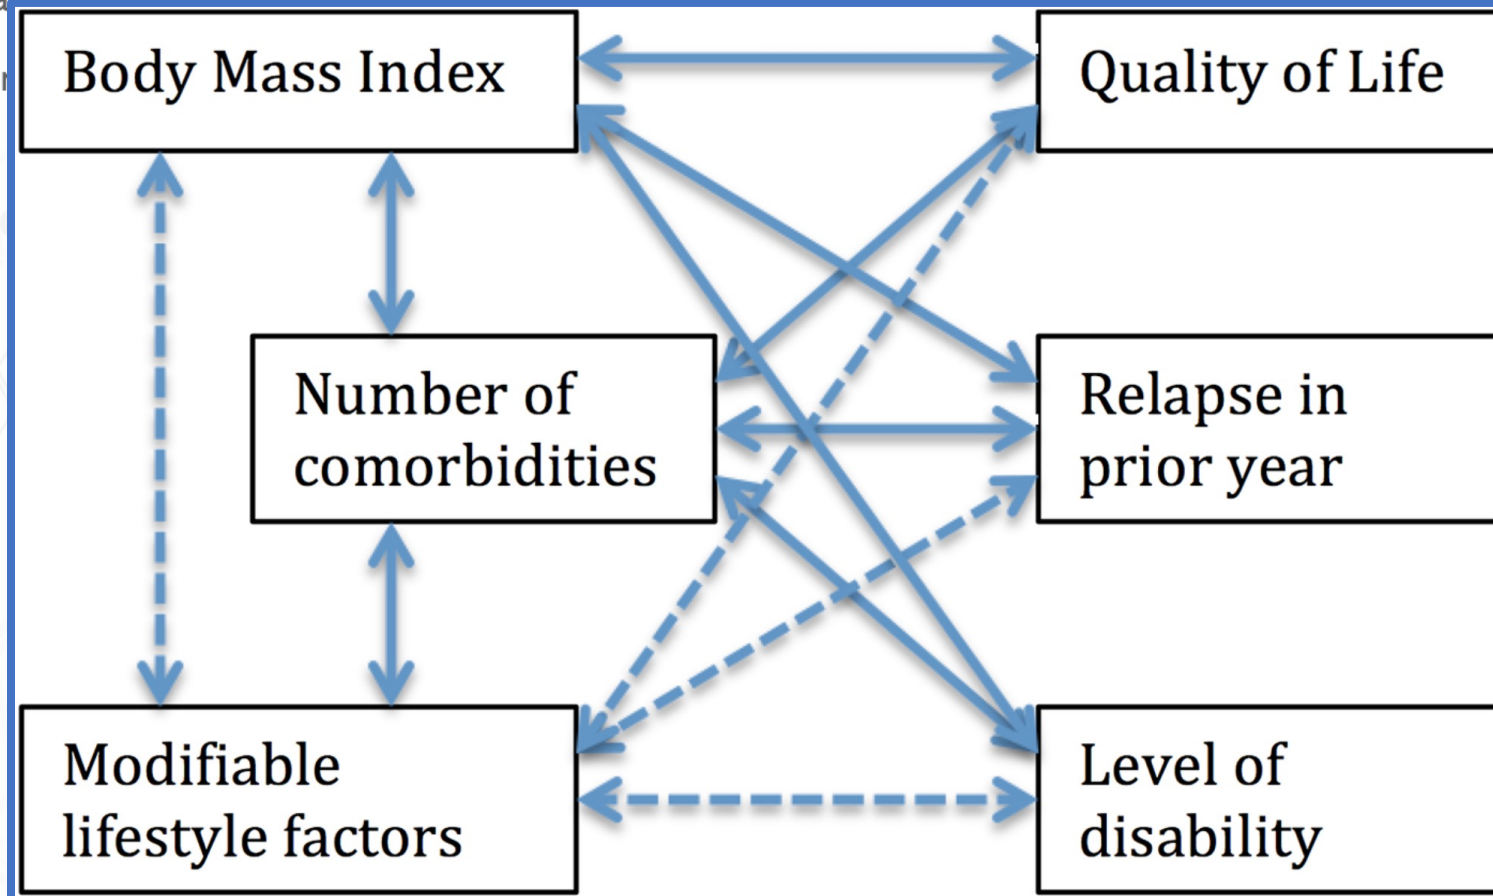 Body Mass Index
Quality of Life
Number of
comorbidities
Relapse in
prior year
Modifiable
lifestyle factors
Level of
disability